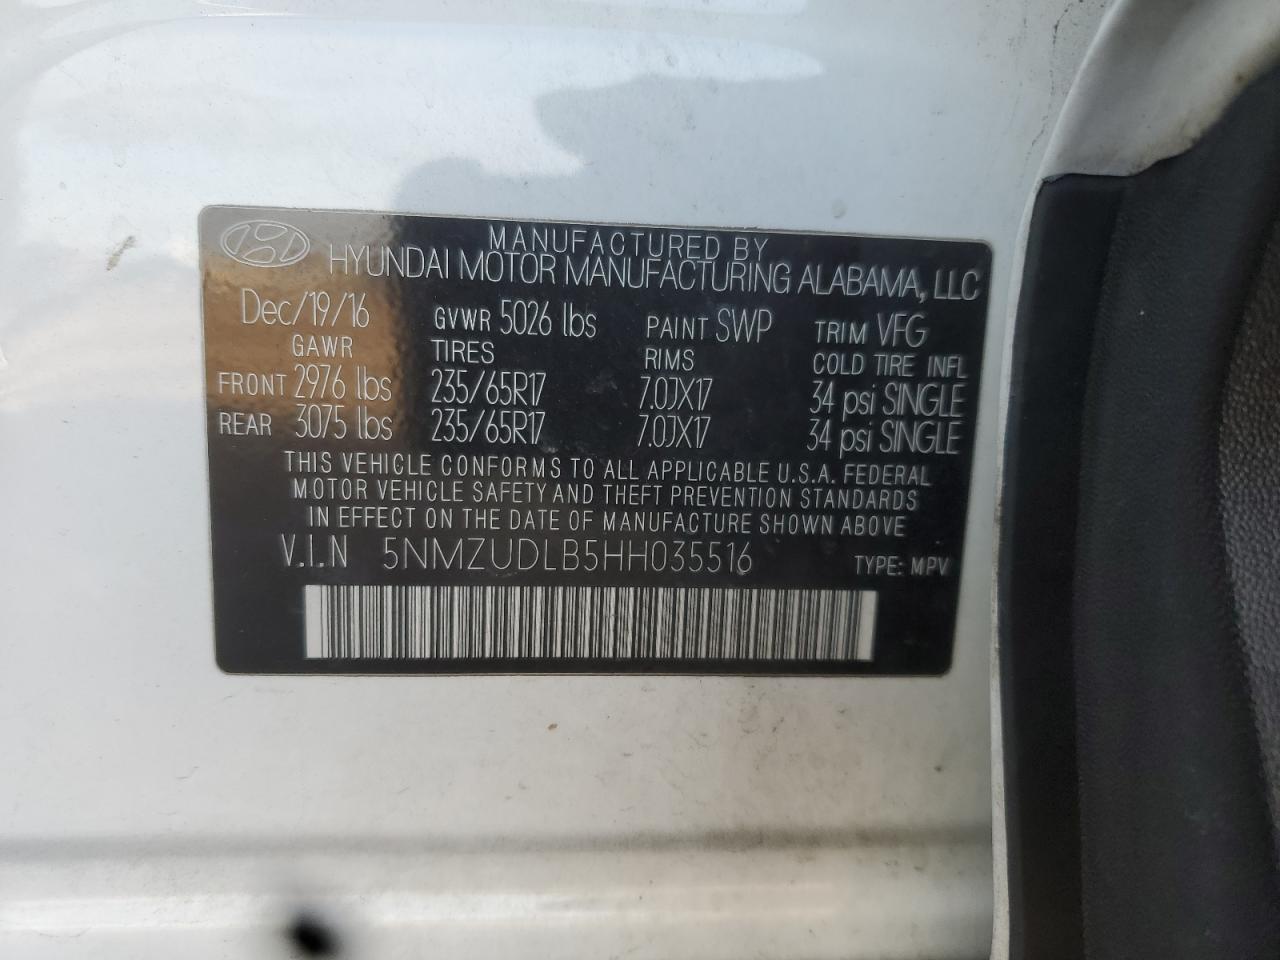 MANUFACTURED BY
HYUNDAI MOTOR MANUFACTURING ALABAMA, LLC
Dec/19/16 GVWR 5026 lbs PAINT SWP TRIM VFG
GAWR TIRES RIMS COLD TIRE INFL
FRONT 2976 lbs 235/65R17 7.0JX17 34 psi SINGLE
REAR 3075 lbs 235/65R17 7.0JX17 34 psi SINGLE
THIS VEHICLE CONFORMS TO ALL APPLICABLE U.S.A. FEDERAL
MOTOR VEHICLE SAFETY AND THEFT PREVENTION STANDARDS
IN EFFECT ON THE DATE OF MANUFACTURE SHOWN ABOVE
V.I.N 5NMZUDLB5HH035516 TYPE: MPV